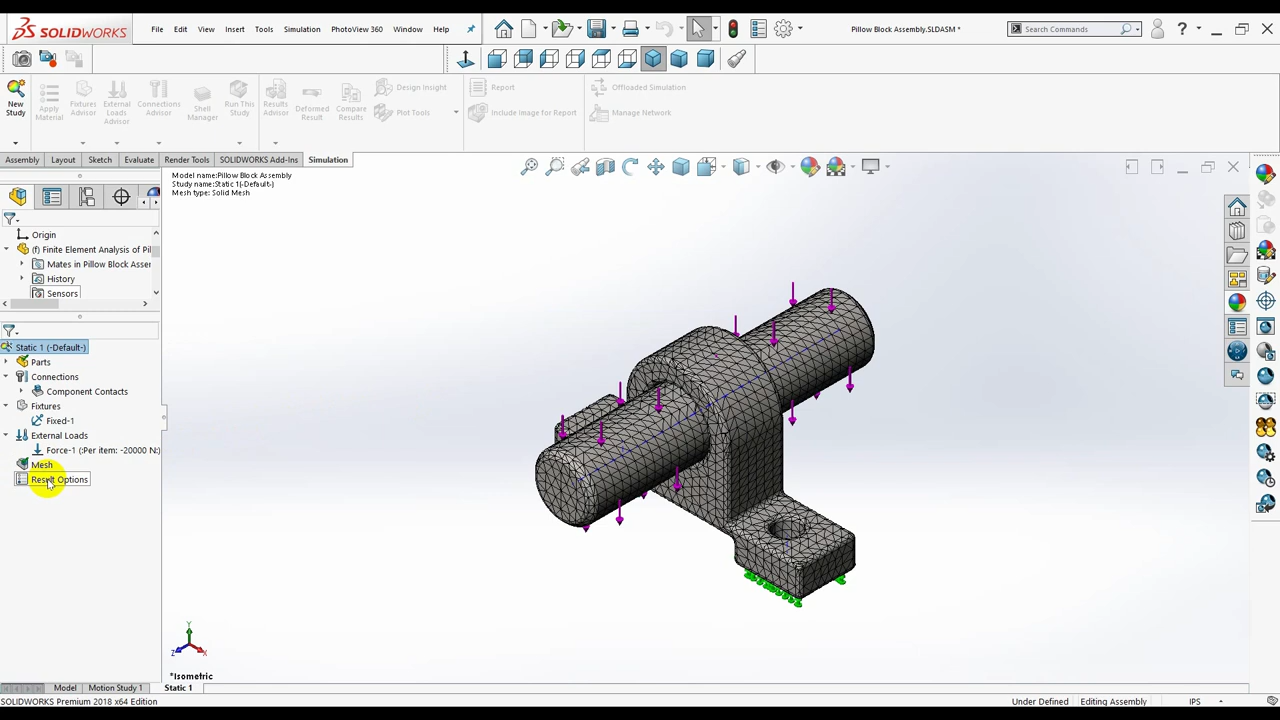 SOLIDWORKS
File Edit View Insert Tools Simulation PhotoView 360 Window Help
Pillow Block Assembly.SLDASM *
Search Commands
New Study
Apply Material
Fixtures Advisor
External Loads Advisor
Connections Advisor
Shell Manager
Run This Study
Results Advisor
Deformed Result
Compare Results
Design Insight
Plot Tools
Report
Include Image for Report
Offloaded Simulation
Manage Network
Assembly Layout Sketch Evaluate Render Tools SOLIDWORKS Add-Ins Simulation
Model name:Pillow Block Assembly
Study name:Static 1(-Default-)
Mesh type: Solid Mesh
Origin
(f) Finite Element Analysis of Pil
Mates in Pillow Block Asser
History
Sensors
Static 1 (-Default-)
Parts
Connections
Component Contacts
Fixtures
Fixed-1
External Loads
Force-1 (:Per item: -20000 N:)
Mesh
Result Options
Y
Z
X
*Isometric
Model Motion Study 1 Static 1
SOLIDWORKS Premium 2018 x64 Edition
Under Defined Editing Assembly IPS